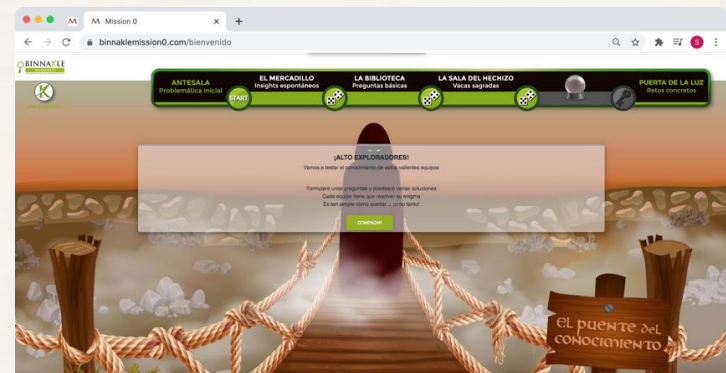 Mission 0
binnaklemission0.com/bienvenido
S
BINNAKLE
ANTESALA
Problemática inicial
START
EL MERCADILLO
Insights espontáneos
LA BIBLIOTECA
Preguntas básicas
LA SALA DEL HECHIZO
Vacas sagradas
PUERTA DE LA LUZ
Retos concretos
K
¡ALTO EXPLORADORES!
Vamos a testar el conocimiento de estos valientes equipos
Formularé unas preguntas y plantearé varias soluciones
Cada equipo tiene que resolver su enigma
Es tan simple como acertar ... ¡o no tanto!
COMENZAR
EL PUENTE DEL
CONOCIMIENTO